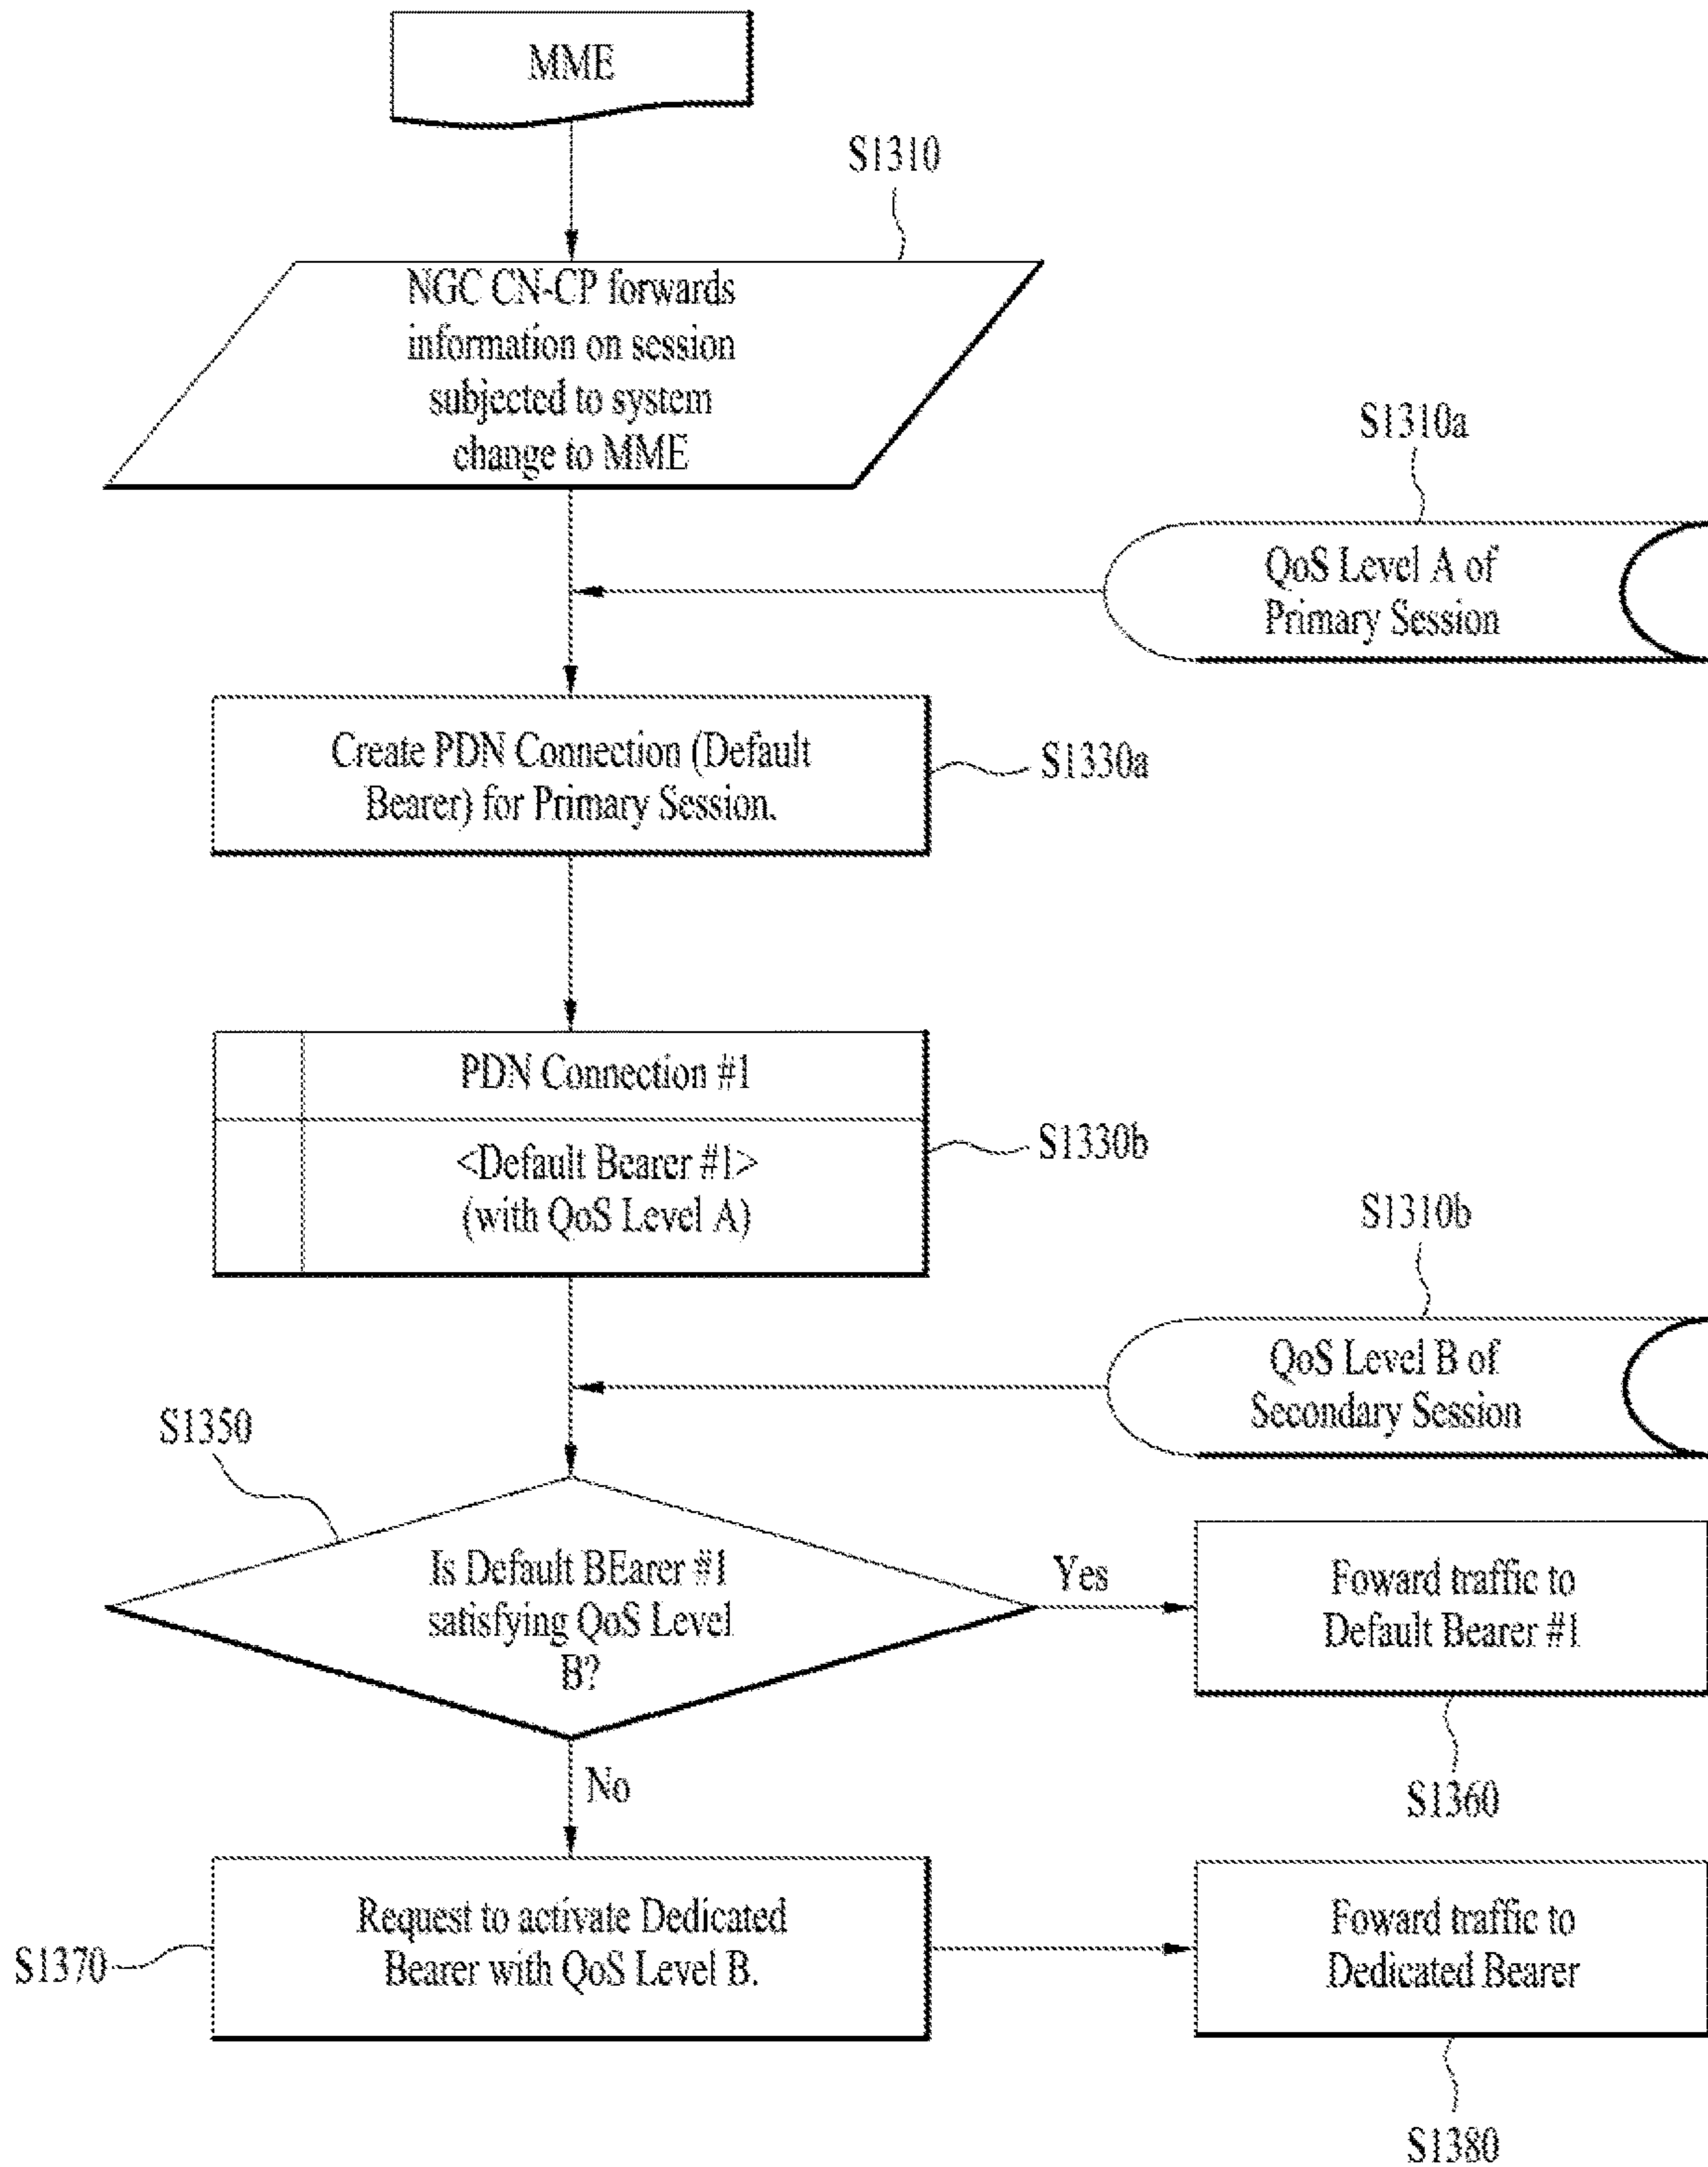 MME
S1310
NGC CN-CP forwards
information on session
subjected to system
change to MME
S1310a
QoS Level A of
Primary Session
Create PDN Connection (Default
Bearer) for Primary Session.
S1330a
PDN Connection #1
<Default Bearer #1>
(with QoS Level A)
S1330b
S1310b
QoS Level B of
Secondary Session
S1350
Is Default BEarer #1
satisfying QoS Level
B?
Yes
Foward traffic to
Default Bearer #1
S1360
No
Request to activate Dedicated
Bearer with QoS Level B.
S1370
Foward traffic to
Dedicated Bearer
S1380